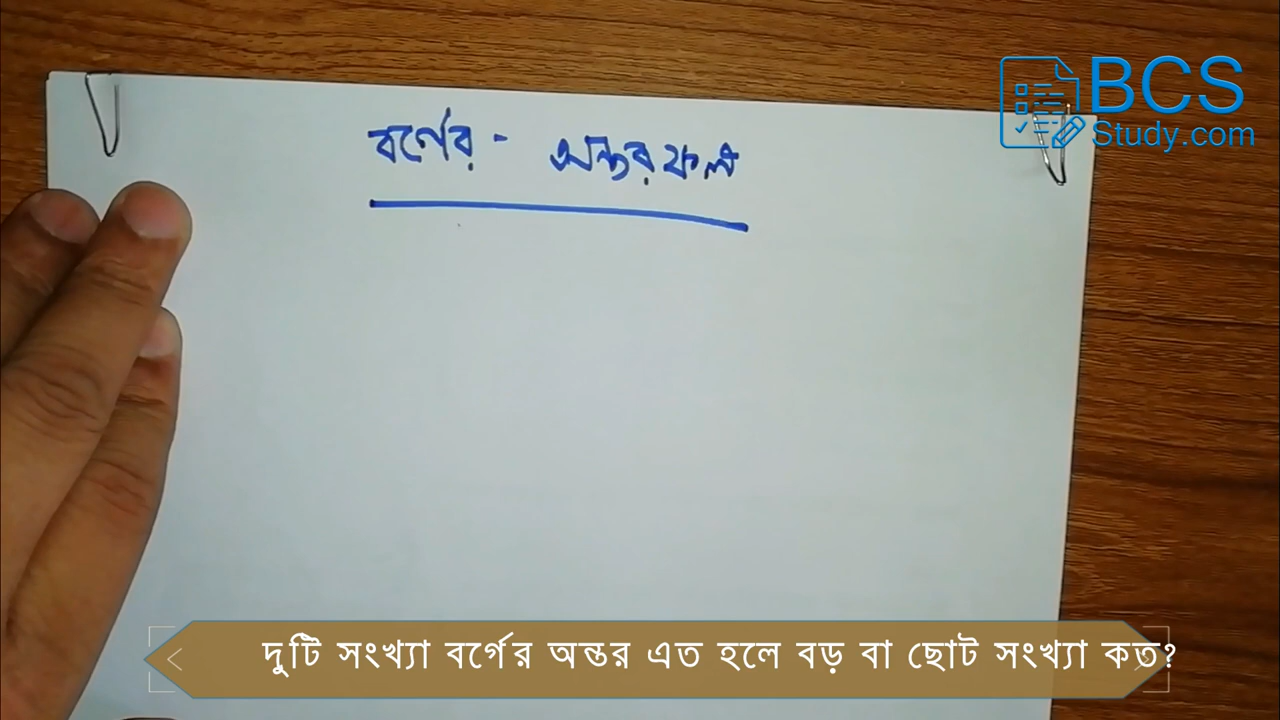 BCS
Study.com
বর্গের - অন্তরফল
দুটি সংখ্যা বর্গের অন্তর এত হলে বড় বা ছোট সংখ্যা কত?